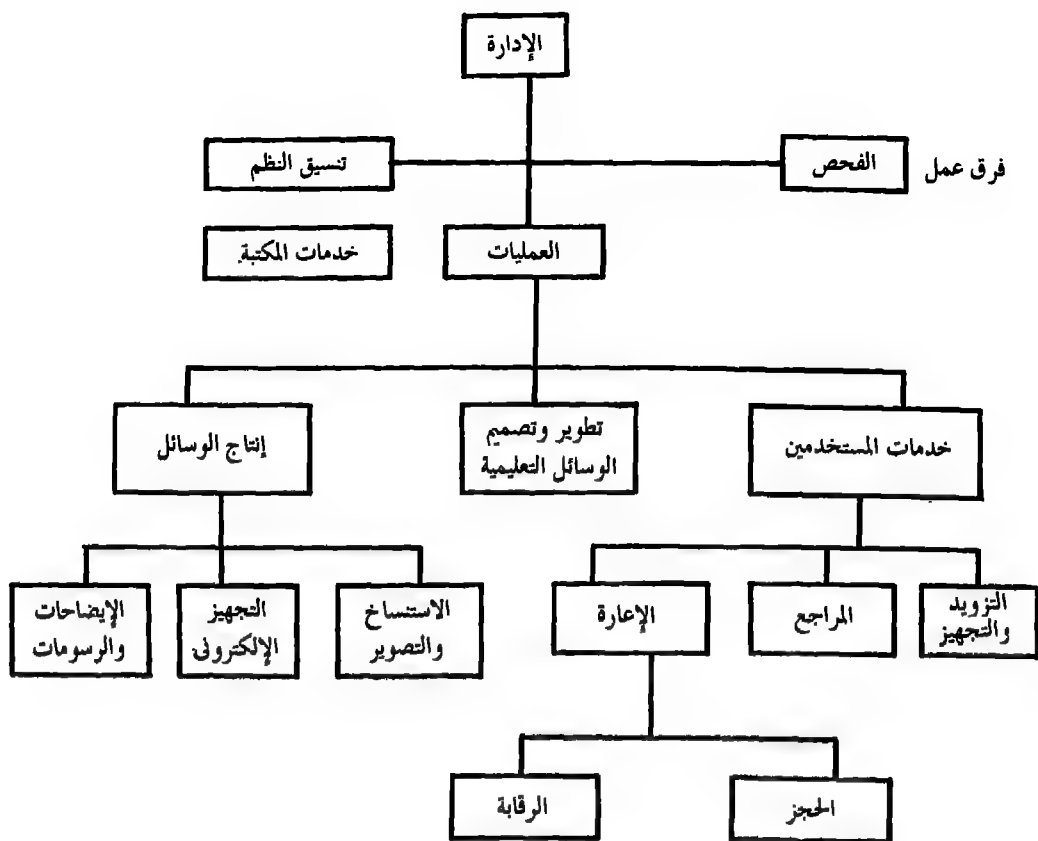 الإدارة
فرق عمل
الفحص
تنسيق النظم
العمليات
خدمات المكتبة
خدمات المستخدمين
تطوير وتصميم
الوسائل التعليمية
إنتاج الوسائل
التزويد
والتجهيز
المراجع
الإعارة
الاستنساخ
والتصوير
التجهيز
الإلكترونى
الإيضاحات
والرسومات
الحجز
الرقابة